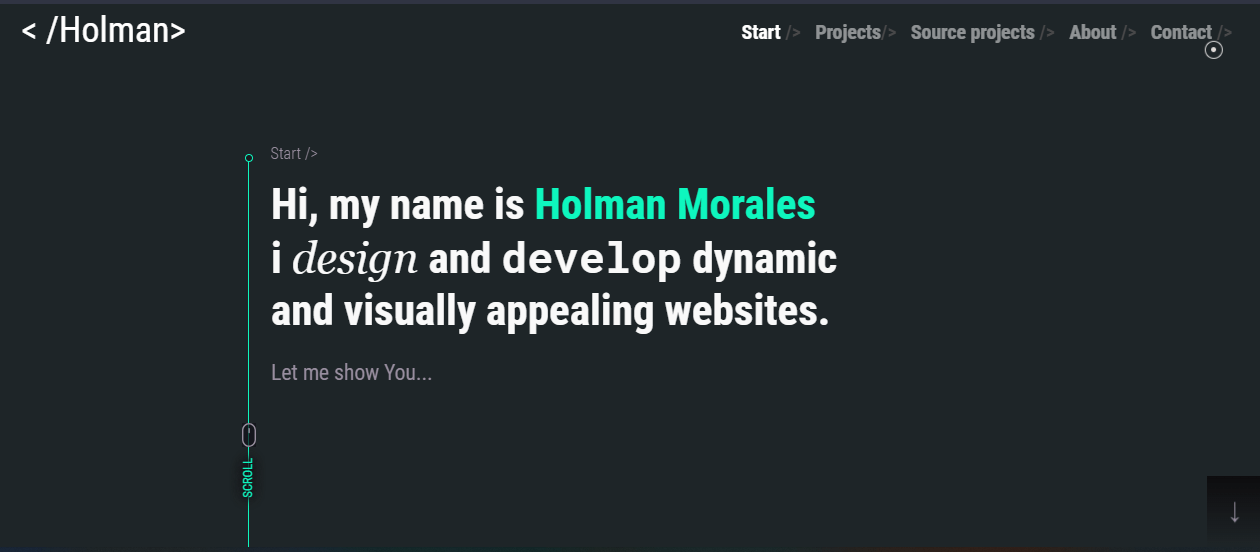 < /Holman>
Start /> Projects/> Source projects /> About /> Contact />
Start />
Hi, my name is Holman Morales
i design and develop dynamic
and visually appealing websites.
Let me show You...
SCROLL